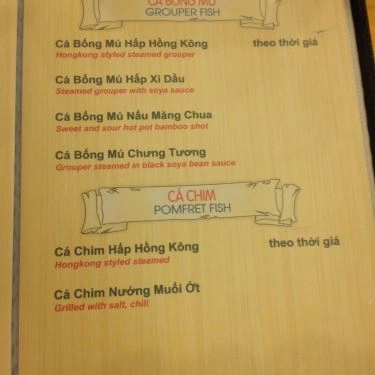 CÁ BỐNG MÚ
GROUPER FISH
Cá Bống Mú Hấp Hồng Kông theo thời giá
Hongkong styled steamed grouper
Cá Bống Mú Hấp Xì Dầu
Steamed grouper with soya sauce
Cá Bống Mú Nấu Măng Chua
Sweet and sour hot pot bamboo shot
Cá Bống Mú Chưng Tương
Grouper steamed in black soya bean sauce
CÁ CHIM
POMFRET FISH
Cá Chim Hấp Hồng Kông theo thời giá
Hongkong styled steamed
Cá Chim Nướng Muối Ớt
Grilled with salt, chili